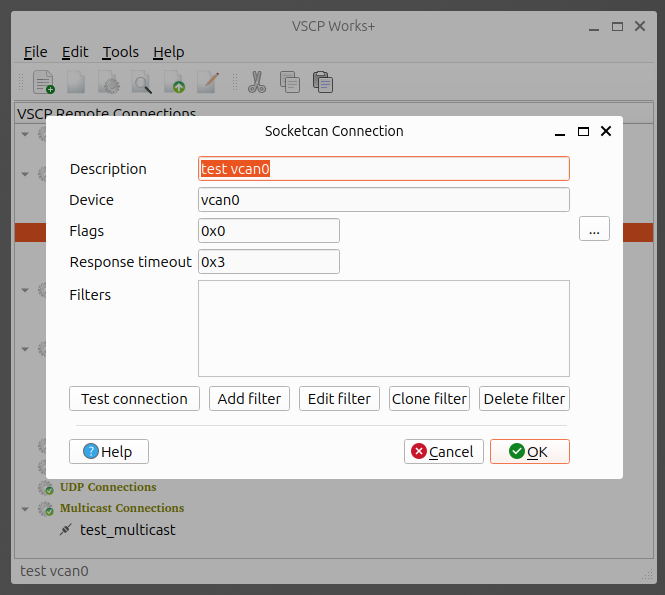 VSCP Works+
File Edit Tools Help
VSCP Remote Connections
Socketcan Connection
Description test vcan0
Device vcan0
Flags 0x0 ...
Response timeout 0x3
Filters
Test connection Add filter Edit filter Clone filter Delete filter
Help Cancel OK
UDP Connections
Multicast Connections
test_multicast
test vcan0